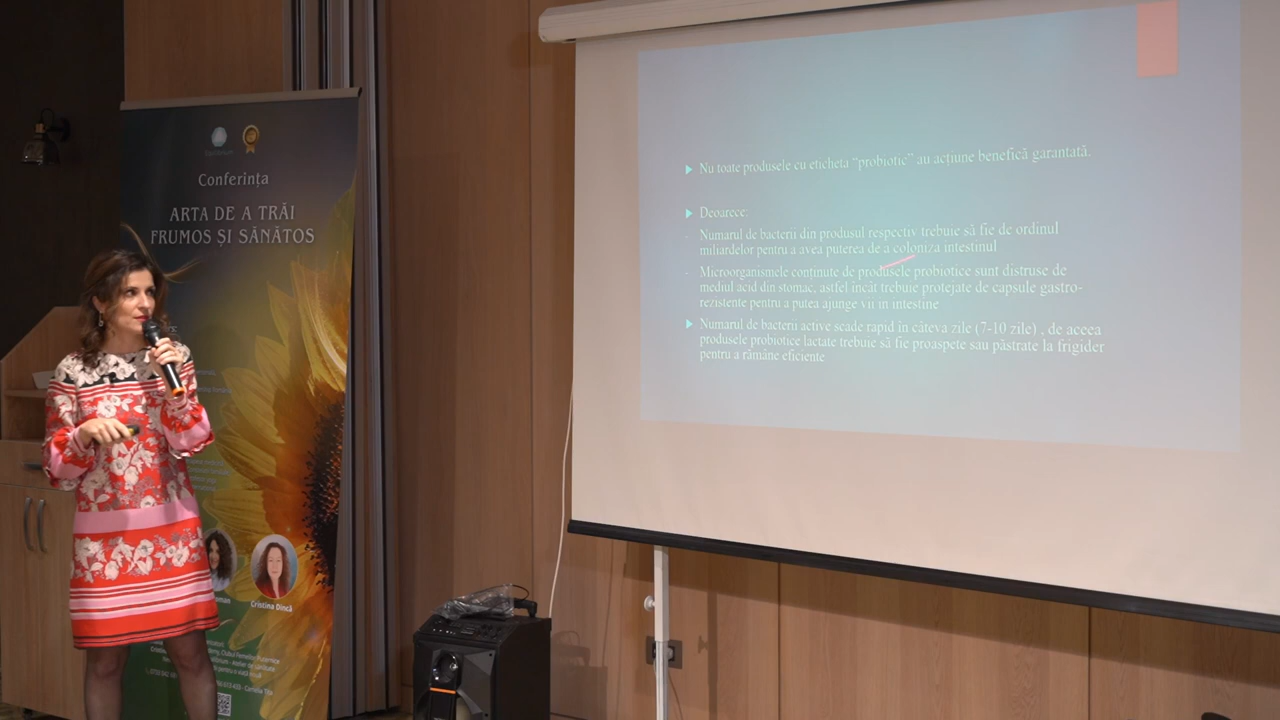 Conferința
ARTA DE A TRĂI
FRUMOS ȘI SĂNĂTOS
Cristina Dincă
Nu toate produsele cu eticheta “probiotic” au acțiune benefică garantată.
Deoarece:
- Numarul de bacterii din produsul respectiv trebuie să fie de ordinul
miliardelor pentru a avea puterea de a coloniza intestinul
- Microorganismele conținute de produsele probiotice sunt distruse de
mediul acid din stomac, astfel încât trebuie protejate de capsule gastro-
rezistente pentru a putea ajunge vii în intestine
Numarul de bacterii active scade rapid în câteva zile (7-10 zile) , de aceea
produsele probiotice lactate trebuie să fie proaspete sau păstrate la frigider
pentru a rămâne eficiente